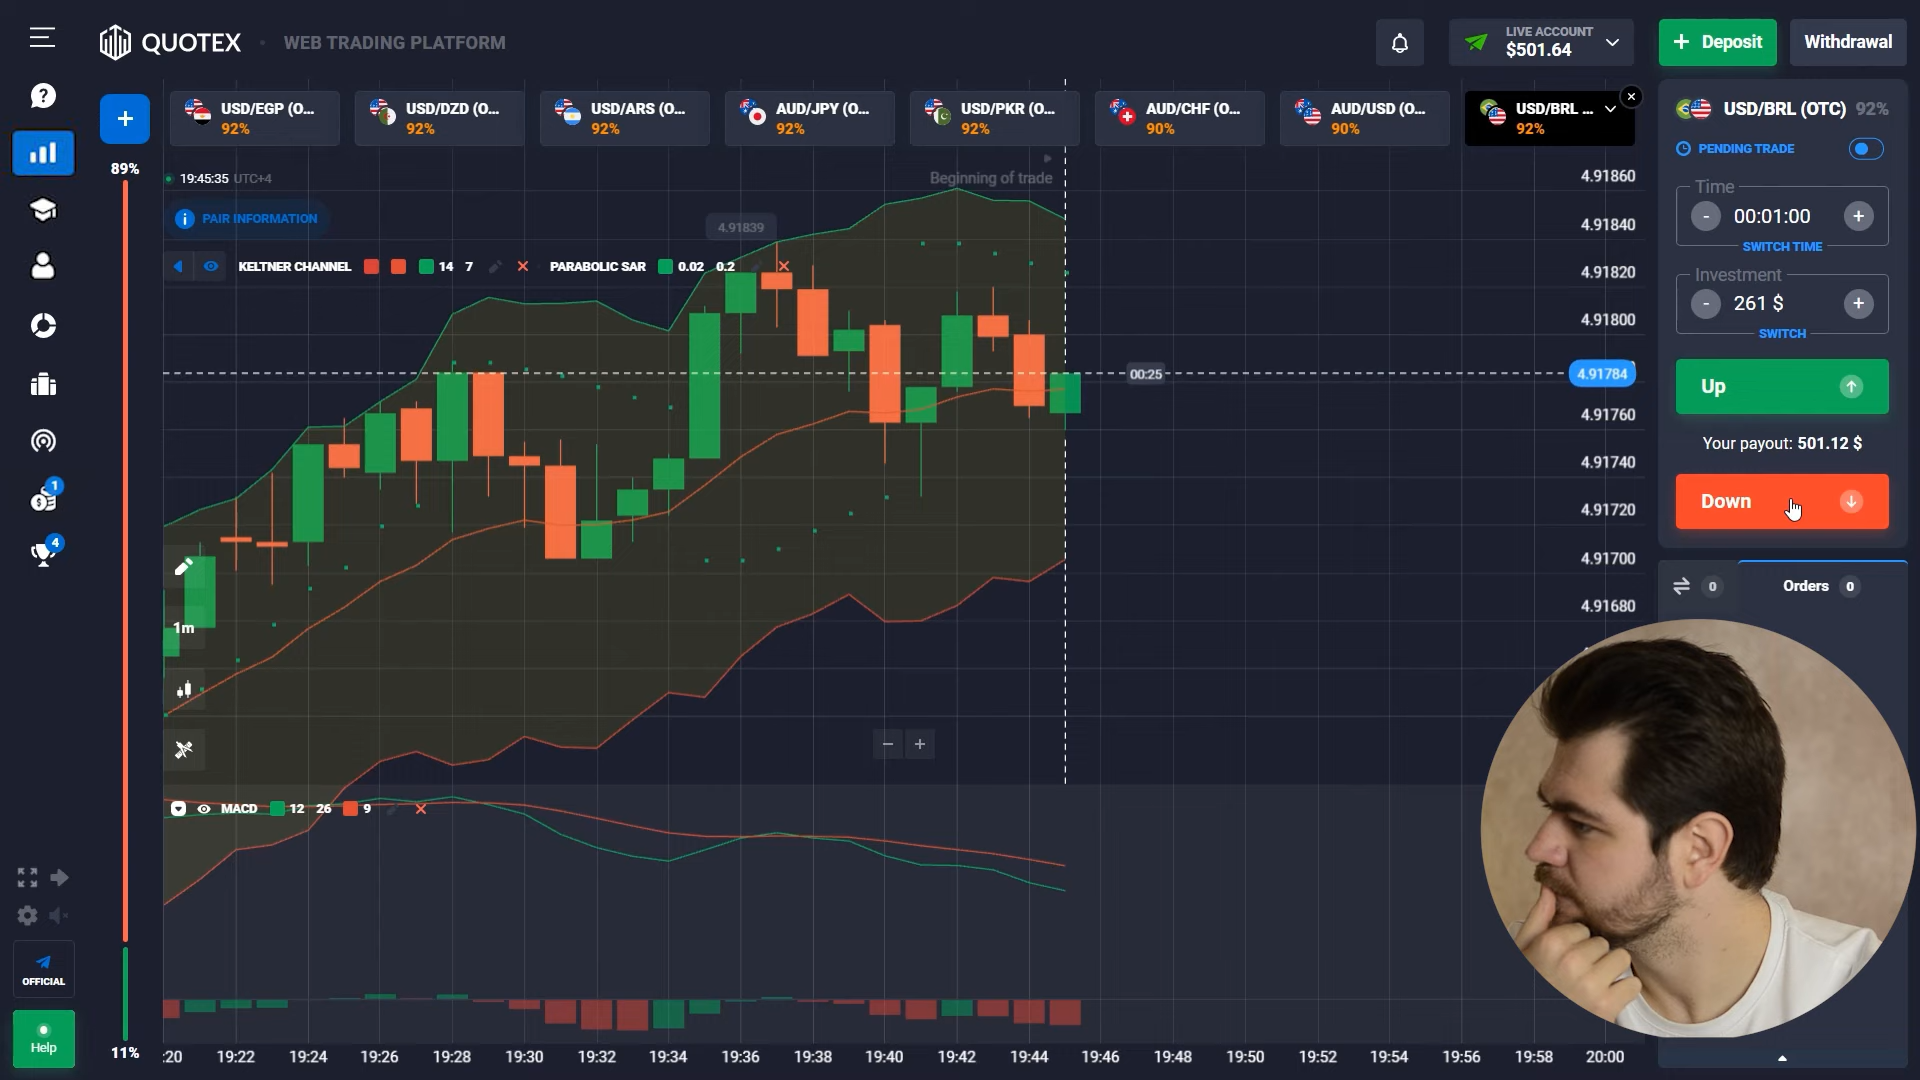 QUOTEX
WEB TRADING PLATFORM
LIVE ACCOUNT
$501.64
+ Deposit
Withdrawal
+
USD/EGP (O...
92%
USD/DZD (O...
92%
USD/ARS (O...
92%
AUD/JPY (O...
92%
USD/PKR (O...
92%
AUD/CHF (O...
90%
AUD/USD (O...
90%
USD/BRL ...
92%
USD/BRL (OTC) 92%
PENDING TRADE
Time
- 00:01:00 +
SWITCH TIME
Investment
- 261 $ +
SWITCH
Up
Your payout: 501.12 $
Down
0
Orders 0
89%
11%
19:45:35 UTC+4
PAIR INFORMATION
Beginning of trade
4.91839
KELTNER CHANNEL 14 7
PARABOLIC SAR 0.02 0.2
00:25
4.91784
4.91860
4.91840
4.91820
4.91800
4.91760
4.91740
4.91720
4.91700
4.91680
1m
MACD 12 26 9
1
4
OFFICIAL
Help
:20 19:22 19:24 19:26 19:28 19:30 19:32 19:34 19:36 19:38 19:40 19:42 19:44 19:46 19:48 19:50 19:52 19:54 19:56 19:58 20:00